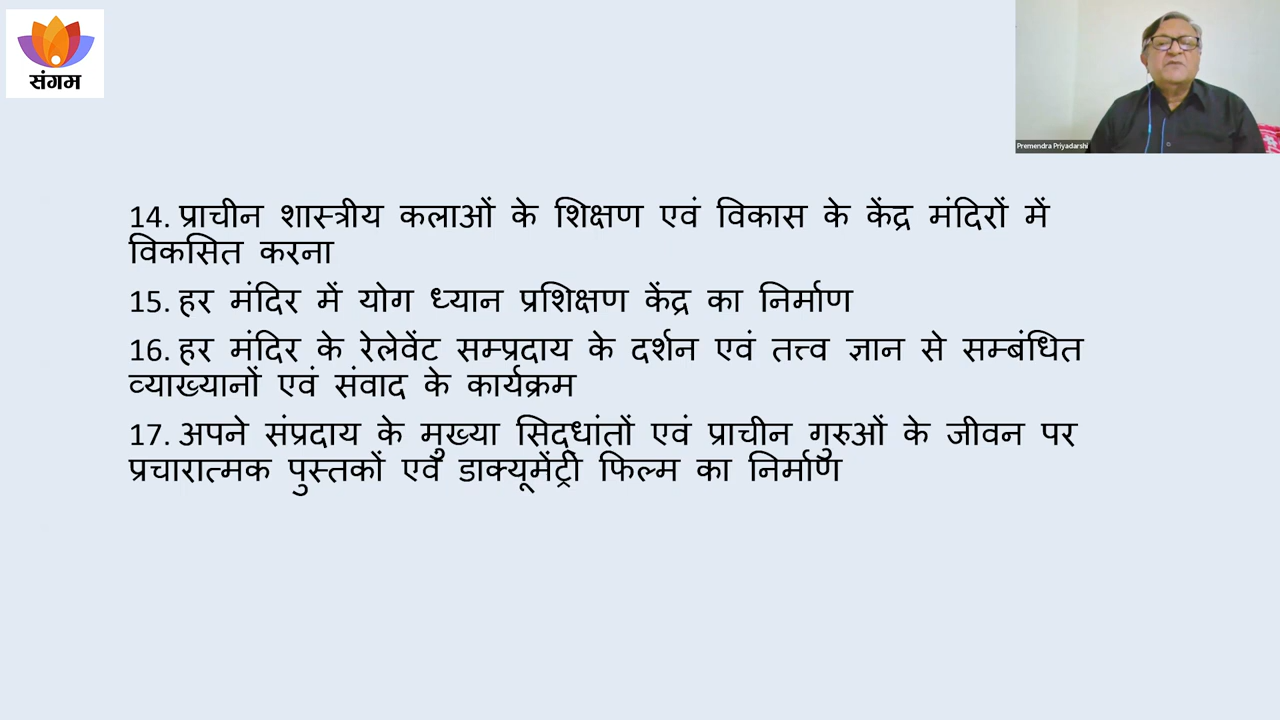 संगम
Premendra Priyadarshi
14. प्राचीन शास्त्रीय कलाओं के शिक्षण एवं विकास के केंद्र मंदिरों में
विकसित करना
15. हर मंदिर में योग ध्यान प्रशिक्षण केंद्र का निर्माण
16. हर मंदिर के रेलेवेंट सम्प्रदाय के दर्शन एवं तत्त्व ज्ञान से सम्बंधित
व्याख्यानों एवं संवाद के कार्यक्रम
17. अपने संप्रदाय के मुख्या सिद्धांतों एवं प्राचीन गुरुओं के जीवन पर
प्रचारात्मक पुस्तकों एवं डाक्यूमेंट्री फिल्म का निर्माण